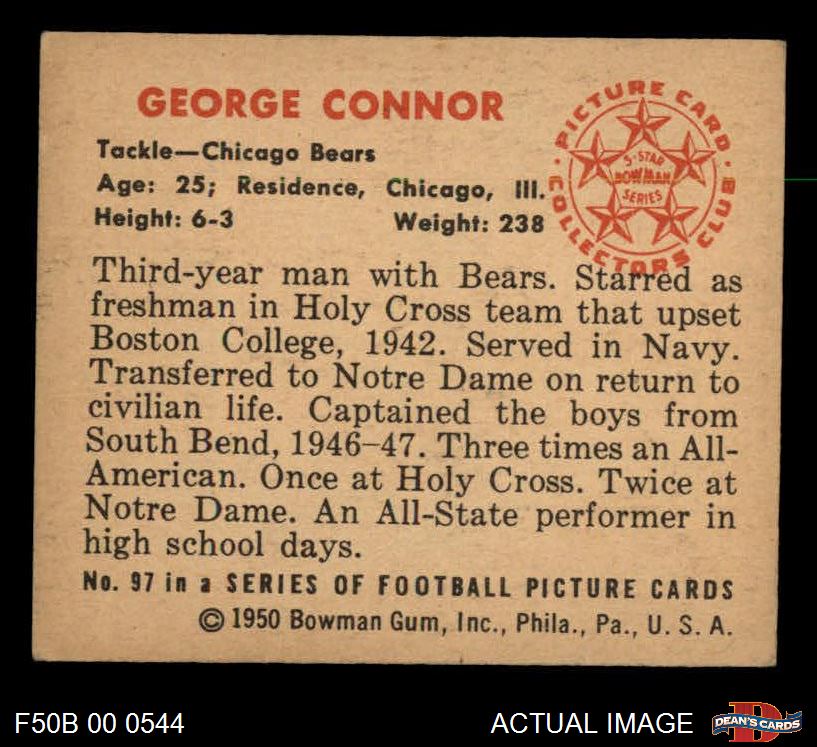 GEORGE CONNOR
Tackle—Chicago Bears
Age: 25; Residence, Chicago, Ill.
Height: 6-3 Weight: 238
PICTURE CARD
COLLECTORS CLUB
5-STAR
BOWMAN
SERIES
Third-year man with Bears. Starred as
freshman in Holy Cross team that upset
Boston College, 1942. Served in Navy.
Transferred to Notre Dame on return to
civilian life. Captained the boys from
South Bend, 1946–47. Three times an All-
American. Once at Holy Cross. Twice at
Notre Dame. An All-State performer in
high school days.
No. 97 in a SERIES OF FOOTBALL PICTURE CARDS
© 1950 Bowman Gum, Inc., Phila., Pa., U. S. A.
F50B 00 0544
ACTUAL IMAGE
DEAN'S CARDS